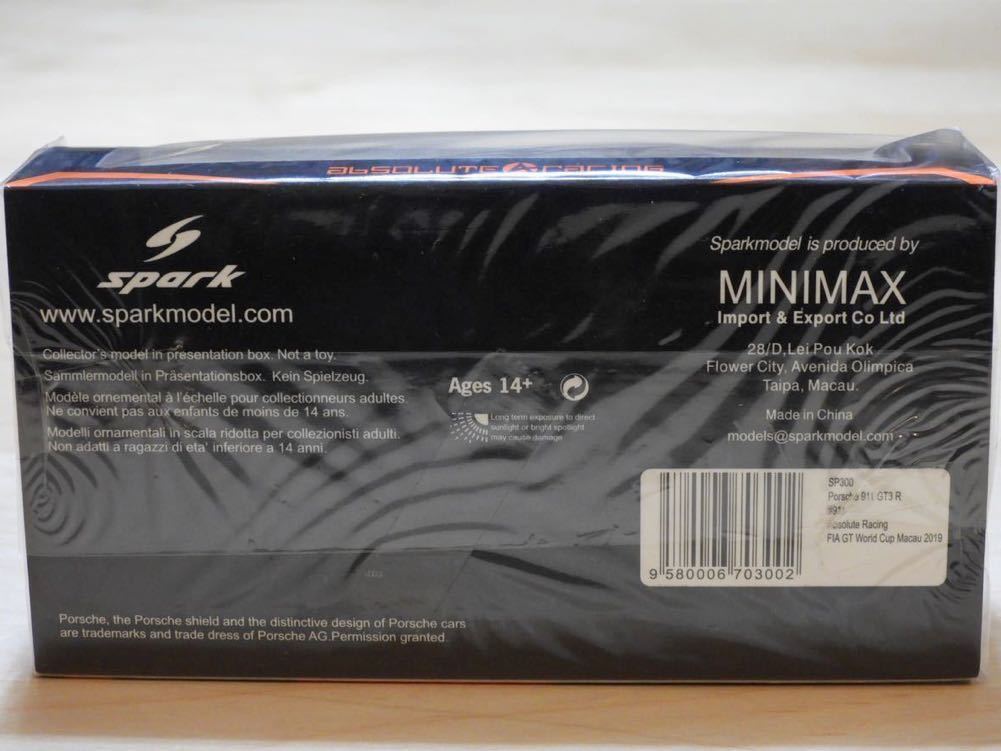 absolute racing
spark
www.sparkmodel.com
Collector's model in presentation box. Not a toy.
Sammlermodell in Präsentationsbox. Kein Spielzeug.
Modèle ornemental à l'échelle pour collectionneurs adultes.
Ne convient pas aux enfants de moins de 14 ans.
Modelli ornamentali in scala ridotta per collezionisti adulti.
Non adatti a ragazzi di eta' inferiore a 14 anni.
Ages 14+
Long term exposure to direct
sunlight or bright spotlight
may cause damage
Sparkmodel is produced by
MINIMAX
Import & Export Co Ltd
28/D,Lei Pou Kok
Flower City, Avenida Olimpica
Taipa, Macau.
Made in China
models@sparkmodel.com
SP300
Porsche 911 GT3 R
#911
Absolute Racing
FIA GT World Cup Macau 2019
9 580006 703002
Porsche, the Porsche shield and the distinctive design of Porsche cars
are trademarks and trade dress of Porsche AG.Permission granted.